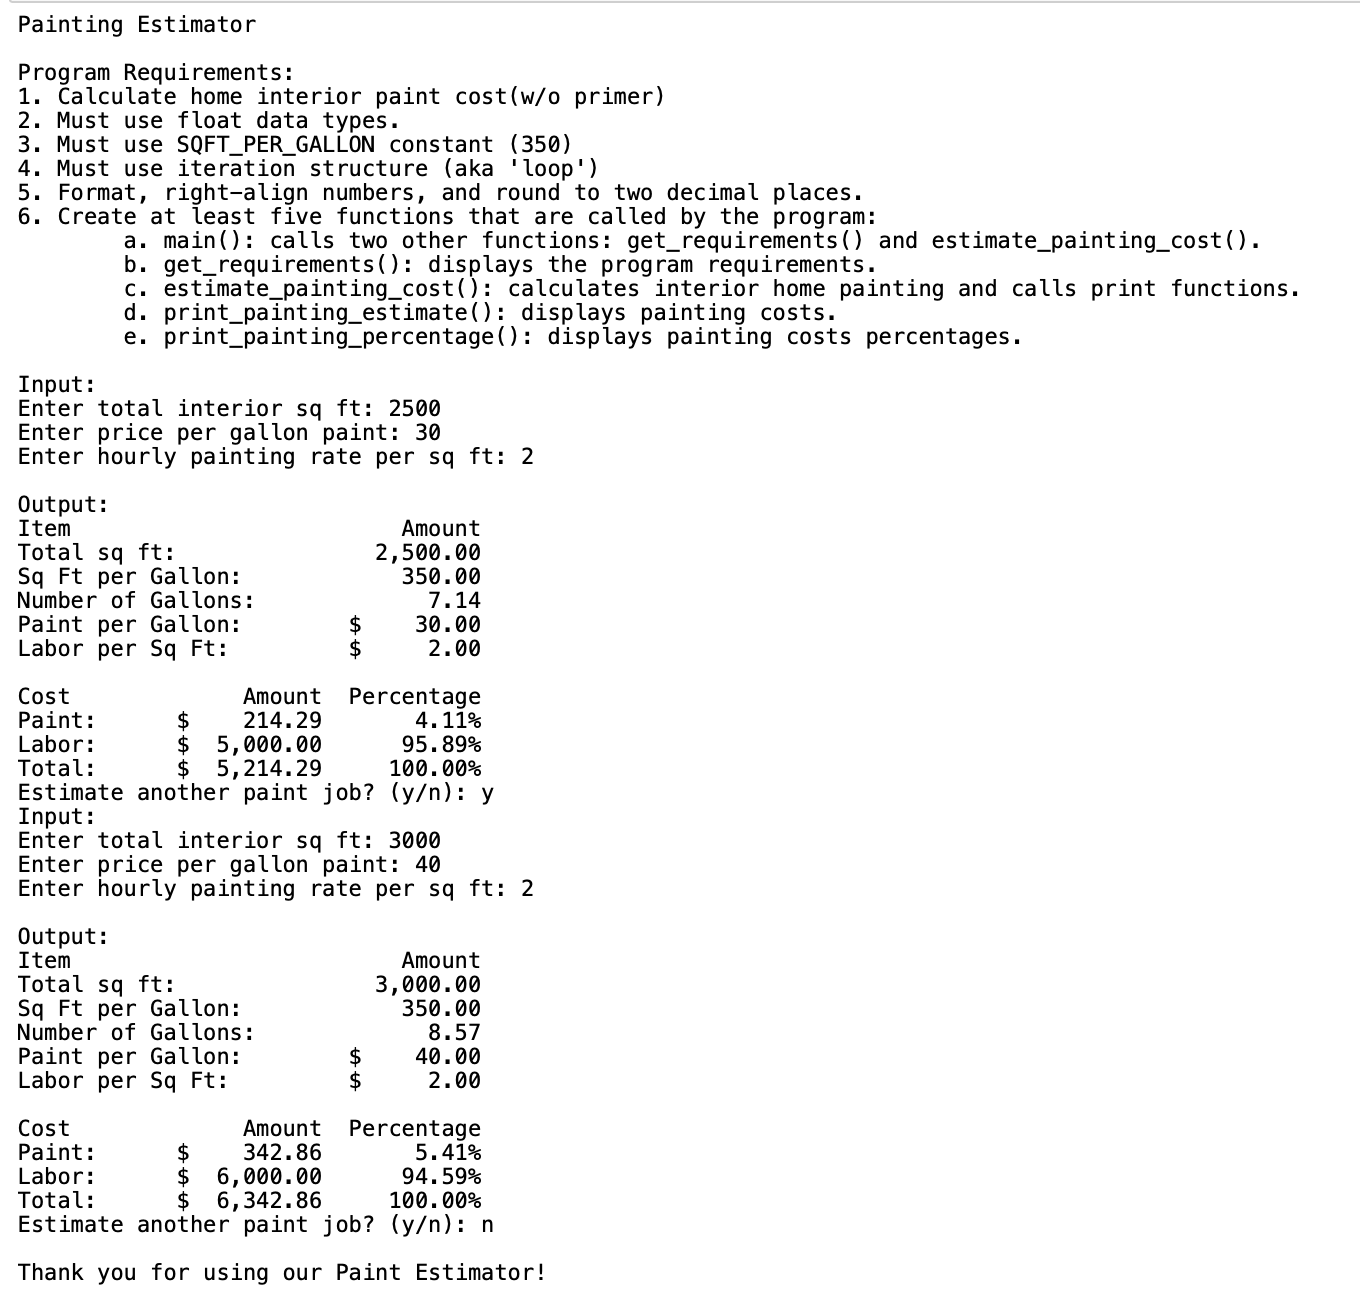 Painting Estimator

Program Requirements:
1. Calculate home interior paint cost(w/o primer)
2. Must use float data types.
3. Must use SQFT_PER_GALLON constant (350)
4. Must use iteration structure (aka 'loop')
5. Format, right-align numbers, and round to two decimal places.
6. Create at least five functions that are called by the program:
        a. main(): calls two other functions: get_requirements() and estimate_painting_cost().
        b. get_requirements(): displays the program requirements.
        c. estimate_painting_cost(): calculates interior home painting and calls print functions.
        d. print_painting_estimate(): displays painting costs.
        e. print_painting_percentage(): displays painting costs percentages.

Input:
Enter total interior sq ft: 2500
Enter price per gallon paint: 30
Enter hourly painting rate per sq ft: 2

Output:
Item                         Amount
Total sq ft:               2,500.00
Sq Ft per Gallon:            350.00
Number of Gallons:             7.14
Paint per Gallon:        $    30.00
Labor per Sq Ft:         $     2.00

Cost             Amount  Percentage
Paint:      $    214.29       4.11%
Labor:      $  5,000.00      95.89%
Total:      $  5,214.29     100.00%
Estimate another paint job? (y/n): y
Input:
Enter total interior sq ft: 3000
Enter price per gallon paint: 40
Enter hourly painting rate per sq ft: 2

Output:
Item                         Amount
Total sq ft:               3,000.00
Sq Ft per Gallon:            350.00
Number of Gallons:             8.57
Paint per Gallon:        $    40.00
Labor per Sq Ft:         $     2.00

Cost             Amount  Percentage
Paint:      $    342.86       5.41%
Labor:      $  6,000.00      94.59%
Total:      $  6,342.86     100.00%
Estimate another paint job? (y/n): n

Thank you for using our Paint Estimator!